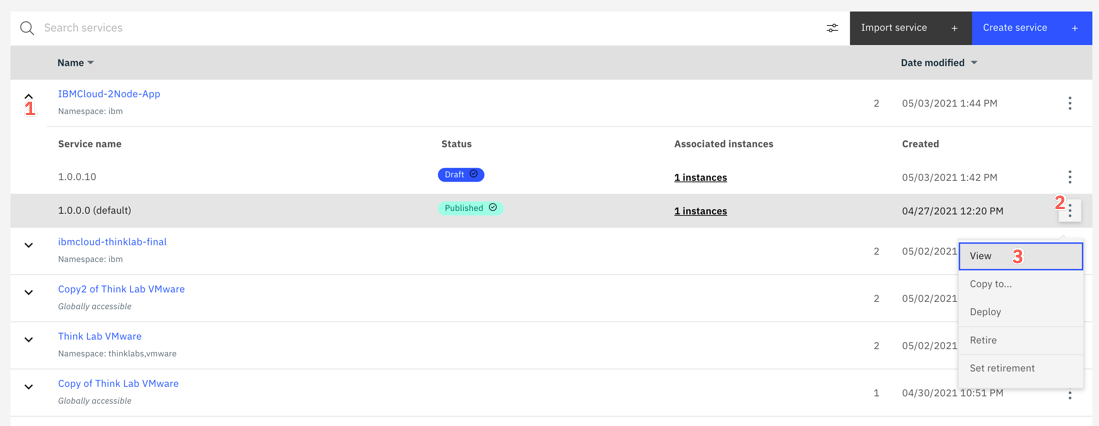 Search services
Import service +
Create service +
Name
Date modified
1
IBMCloud-2Node-App
Namespace: ibm
2
05/03/2021 1:44 PM
Service name
Status
Associated instances
Created
1.0.0.10
Draft
1 instances
05/03/2021 1:42 PM
1.0.0.0 (default)
Published
1 instances
04/27/2021 12:20 PM
2
ibmcloud-thinklab-final
Namespace: ibm
2
05/02/2021
View
3
Copy to...
Deploy
Retire
Set retirement
Copy2 of Think Lab VMware
Globally accessible
2
05/02/2021
Think Lab VMware
Namespace: thinklabs,vmware
2
05/02/2021
Copy of Think Lab VMware
Globally accessible
1
04/30/2021 10:51 PM